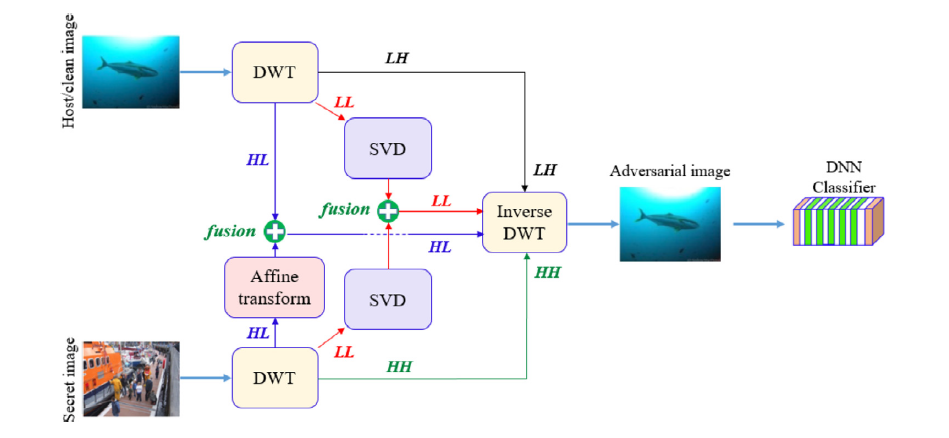 Host/clean image
DWT
LH
LL
SVD
HL
LH
fusion
LL
fusion
HL
Inverse
DWT
Adversarial image
DNN
Classifier
Affine
transform
SVD
HH
HL
LL
Secret image
DWT
HH